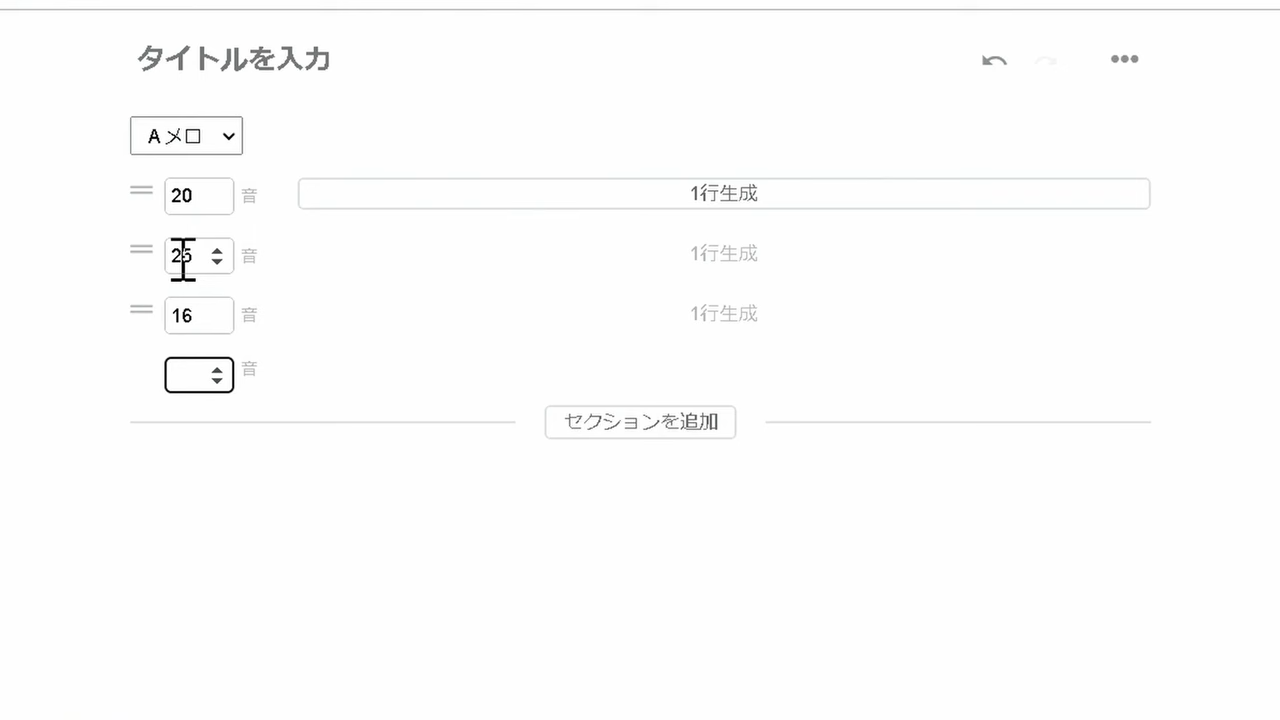 タイトルを入力
Aメロ
20 音 1行生成
25 音 1行生成
16 音 1行生成
音
セクションを追加